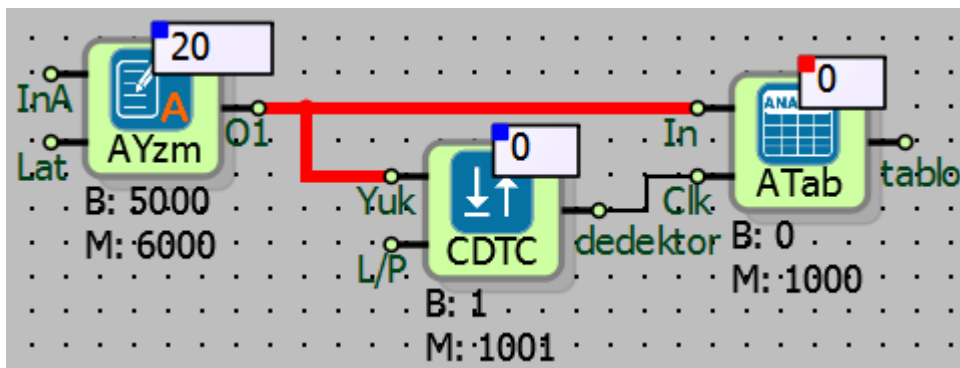 20
InA
A
O1
Lat
AYzm
B: 5000
M: 6000
0
Yuk
L/P
CDTC
dedektor
B: 1
M: 1001
0
In
ANA
Clk
ATab
tablo
B: 0
M: 1000